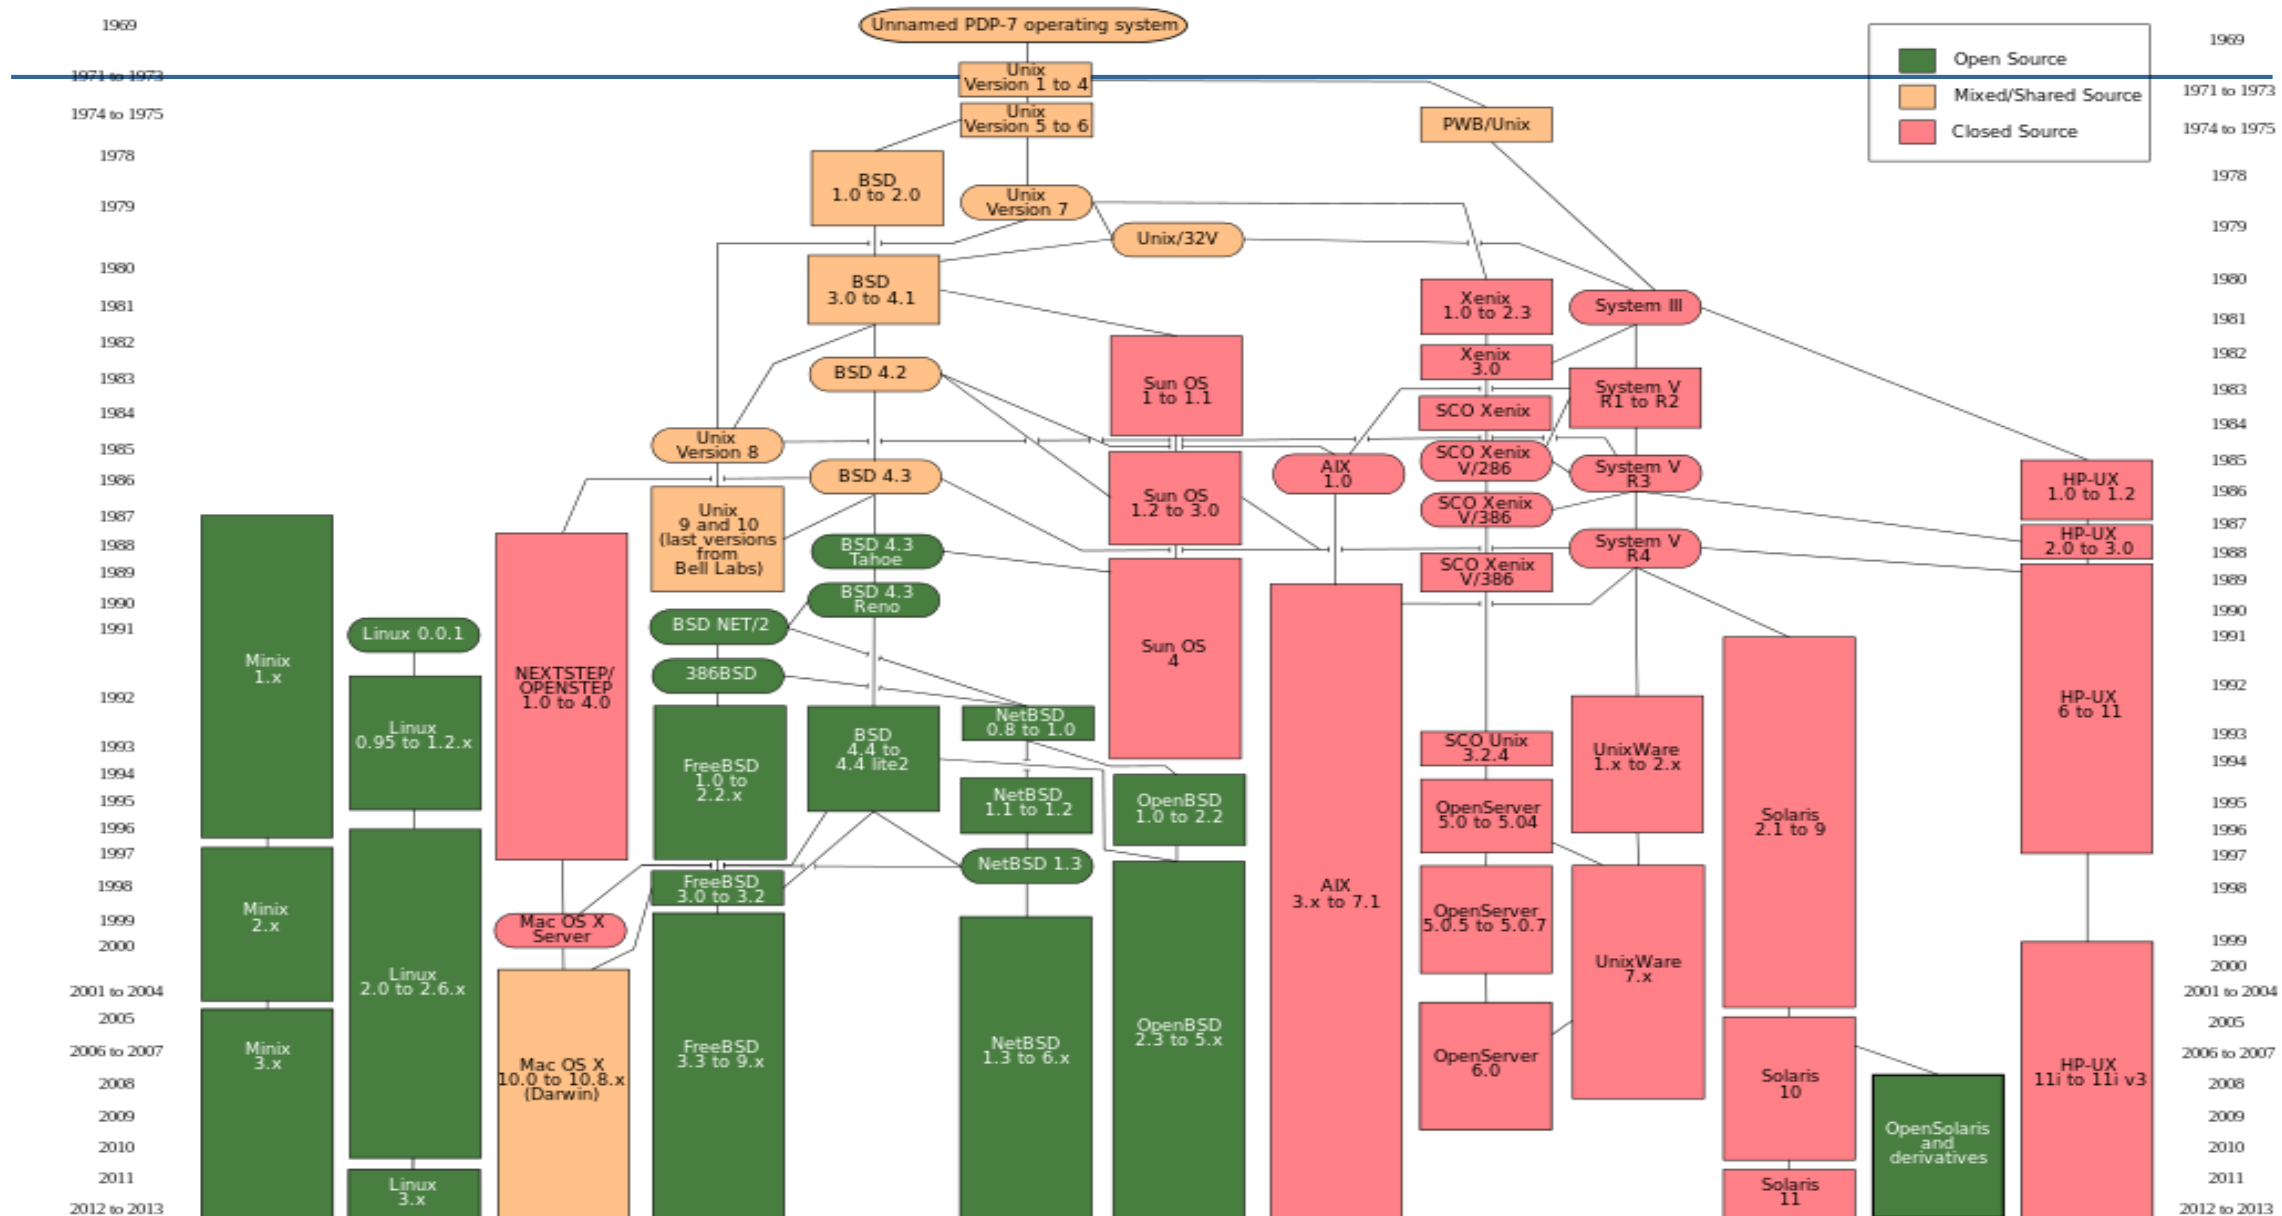 1969
1971 to 1973
1974 to 1975
1978
1979
1980
1981
1982
1983
1984
1985
1986
1987
1988
1989
1990
1991
1992
1993
1994
1995
1996
1997
1998
1999
2000
2001 to 2004
2005
2006 to 2007
2008
2009
2010
2011
2012 to 2013
Unnamed PDP-7 operating system
Unix
Version 1 to 4
Unix
Version 5 to 6
PWB/Unix
BSD
1.0 to 2.0
Unix
Version 7
Unix/32V
BSD
3.0 to 4.1
Xenix
1.0 to 2.3
System III
Sun OS
1 to 1.1
Xenix
3.0
BSD 4.2
System V
R1 to R2
SCO Xenix
Unix
Version 8
SCO Xenix
V/286
AIX
1.0
System V
R3
BSD 4.3
HP-UX
1.0 to 1.2
Unix
9 and 10
(last versions
from
Bell Labs)
Sun OS
1.2 to 3.0
SCO Xenix
V/386
HP-UX
2.0 to 3.0
BSD 4.3
Tahoe
System V
R4
SCO Xenix
V/386
BSD 4.3
Reno
BSD NET/2
Linux 0.0.1
Minix
1.x
NEXTSTEP/
OPENSTEP
1.0 to 4.0
386BSD
Sun OS
4
HP-UX
6 to 11
Linux
0.95 to 1.2.x
FreeBSD
1.0 to
2.2.x
BSD
4.4 to
4.4 lite2
NetBSD
0.8 to 1.0
SCO Unix
3.2.4
UnixWare
1.x to 2.x
NetBSD
1.1 to 1.2
OpenBSD
1.0 to 2.2
OpenServer
5.0 to 5.04
Solaris
2.1 to 9
NetBSD 1.3
FreeBSD
3.0 to 3.2
AIX
3.x to 7.1
Minix
2.x
Mac OS X
Server
OpenServer
5.0.5 to 5.0.7
UnixWare
7.x
Linux
2.0 to 2.6.x
Minix
3.x
Mac OS X
10.0 to 10.8.x
(Darwin)
FreeBSD
3.3 to 9.x
NetBSD
1.3 to 6.x
OpenBSD
2.3 to 5.x
OpenServer
6.0
Solaris
10
HP-UX
11i to 11i v3
OpenSolaris
and
derivatives
Linux
3.x
Solaris
11
Open Source
Mixed/Shared Source
Closed Source
1969
1971 to 1973
1974 to 1975
1978
1979
1980
1981
1982
1983
1984
1985
1986
1987
1988
1989
1990
1991
1992
1993
1994
1995
1996
1997
1998
1999
2000
2001 to 2004
2005
2006 to 2007
2008
2009
2010
2011
2012 to 2013